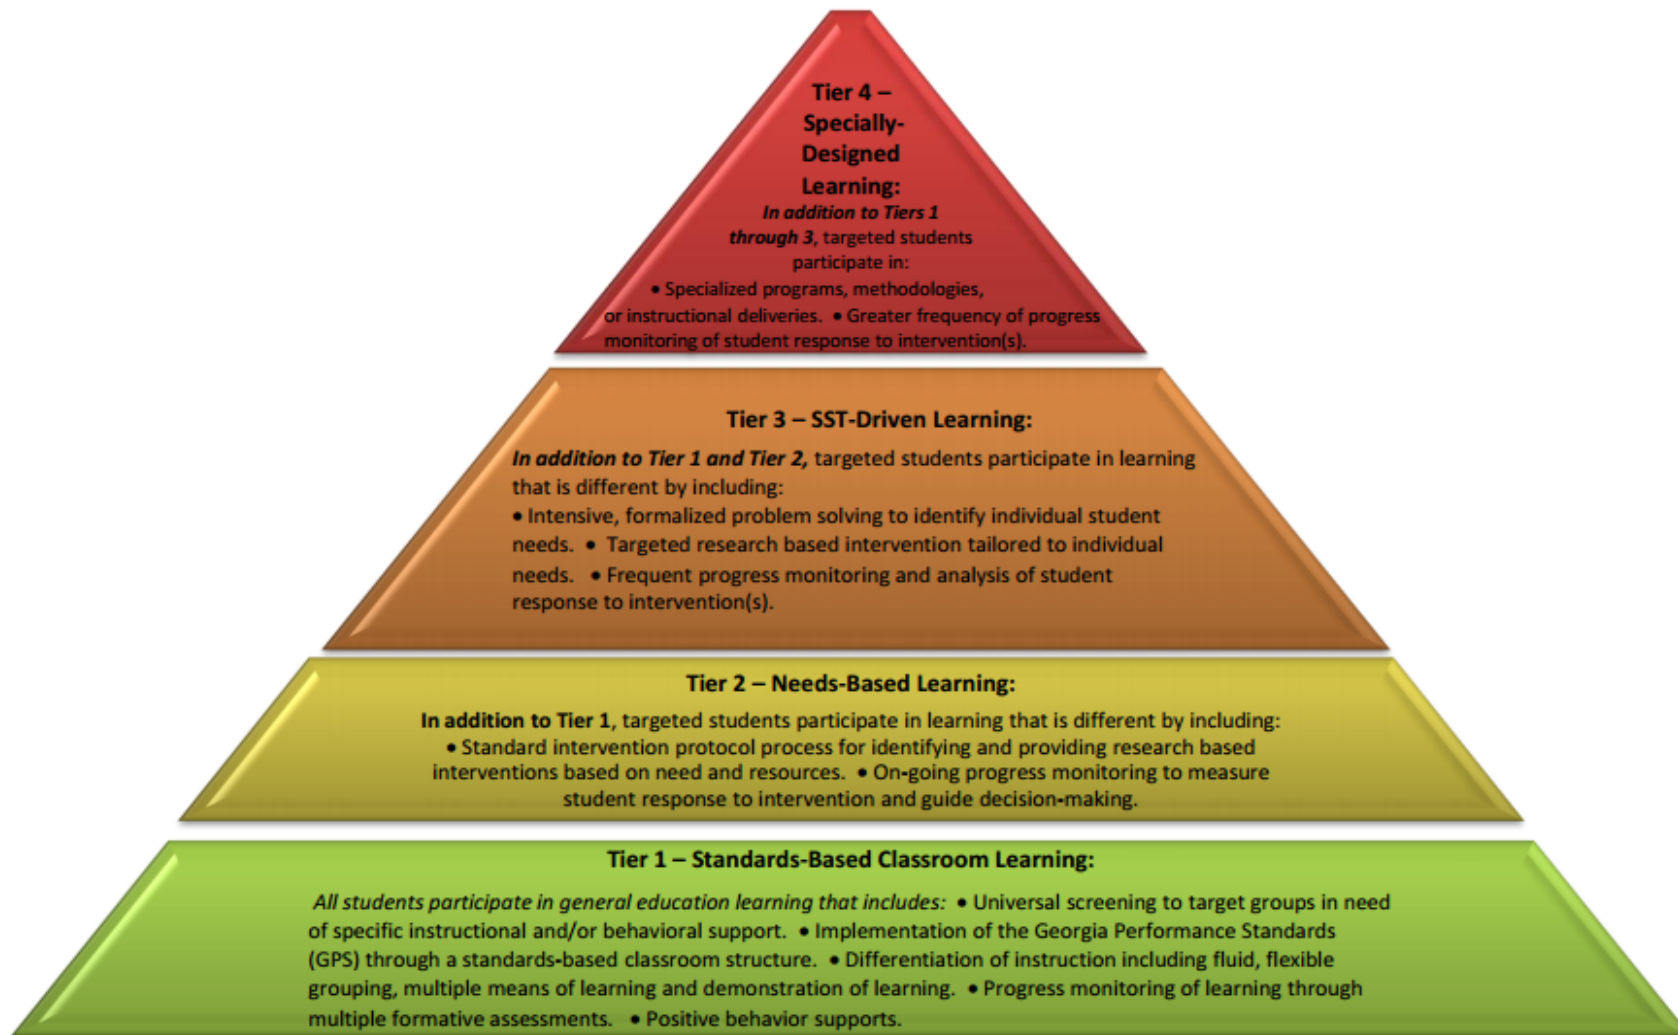 Tier 4 –
Specially-
Designed
Learning:
In addition to Tiers 1
through 3, targeted students
participate in:
• Specialized programs, methodologies,
or instructional deliveries. • Greater frequency of progress
monitoring of student response to intervention(s).
Tier 3 – SST-Driven Learning:
In addition to Tier 1 and Tier 2, targeted students participate in learning
that is different by including:
• Intensive, formalized problem solving to identify individual student
needs. • Targeted research based intervention tailored to individual
needs. • Frequent progress monitoring and analysis of student
response to intervention(s).
Tier 2 – Needs-Based Learning:
In addition to Tier 1, targeted students participate in learning that is different by including:
• Standard intervention protocol process for identifying and providing research based
interventions based on need and resources. • On-going progress monitoring to measure
student response to intervention and guide decision-making.
Tier 1 – Standards-Based Classroom Learning:
All students participate in general education learning that includes: • Universal screening to target groups in need
of specific instructional and/or behavioral support. • Implementation of the Georgia Performance Standards
(GPS) through a standards-based classroom structure. • Differentiation of instruction including fluid, flexible
grouping, multiple means of learning and demonstration of learning. • Progress monitoring of learning through
multiple formative assessments. • Positive behavior supports.